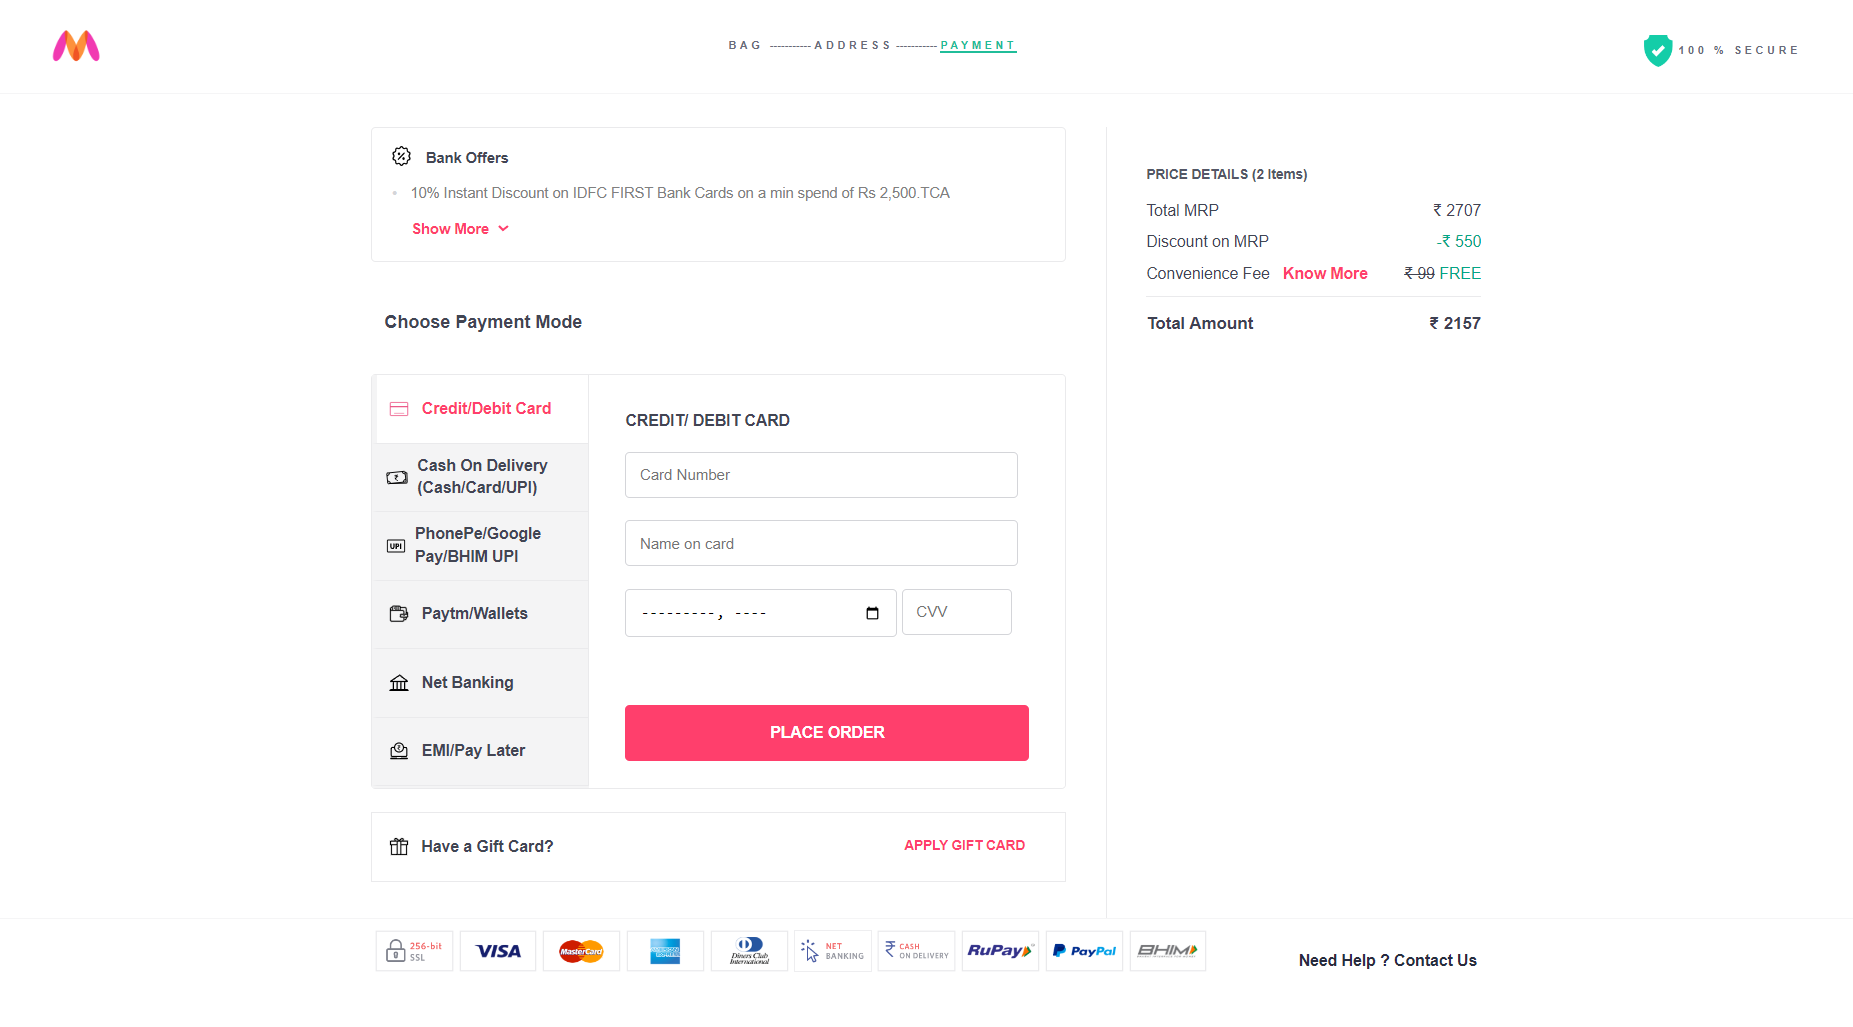 BAG -----------ADDRESS -----------PAYMENT
100 % SECURE
Bank Offers
10% Instant Discount on IDFC FIRST Bank Cards on a min spend of Rs 2,500.TCA
Show More
Choose Payment Mode
Credit/Debit Card
Cash On Delivery
(Cash/Card/UPI)
UPI PhonePe/Google
Pay/BHIM UPI
Paytm/Wallets
Net Banking
EMI/Pay Later
CREDIT/ DEBIT CARD
Card Number
Name on card
---------, ----
CVV
PLACE ORDER
Have a Gift Card?
APPLY GIFT CARD
PRICE DETAILS (2 Items)
Total MRP ₹ 2707
Discount on MRP -₹ 550
Convenience Fee Know More ₹ 99 FREE
Total Amount ₹ 2157
256-bit
SSL
VISA
MasterCard
AMERICAN
EXPRESS
Diners Club
International
NET
BANKING
CASH
ON DELIVERY
RuPay
PayPal
BHIM
Need Help ? Contact Us